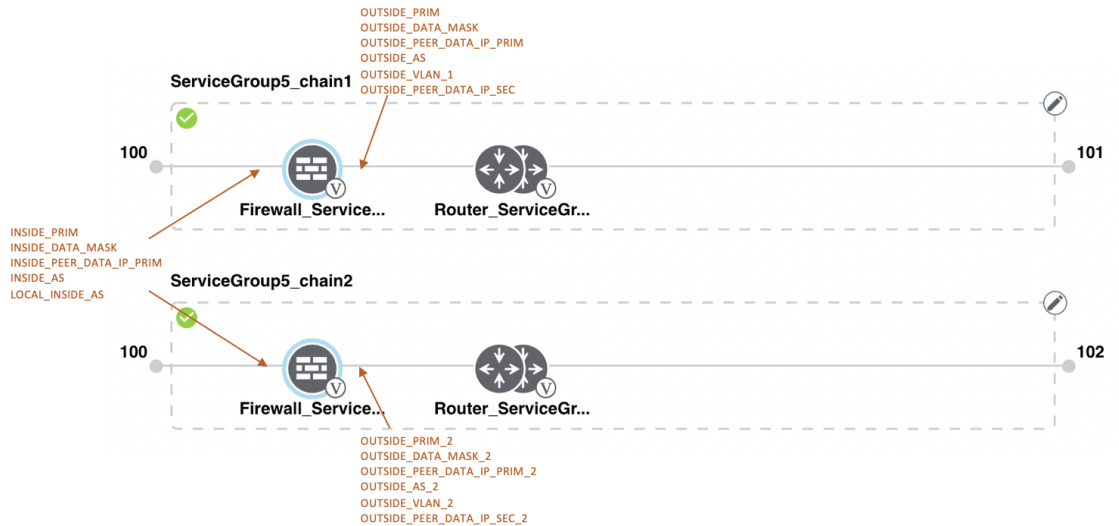 OUTSIDE_PRIM
OUTSIDE_DATA_MASK
OUTSIDE_PEER_DATA_IP_PRIM
OUTSIDE_AS
OUTSIDE_VLAN_1
OUTSIDE_PEER_DATA_IP_SEC
ServiceGroup5_chain1
100
101
V
V
Firewall_Service...
Router_ServiceGr...
INSIDE_PRIM
INSIDE_DATA_MASK
INSIDE_PEER_DATA_IP_PRIM
INSIDE_AS
LOCAL_INSIDE_AS
ServiceGroup5_chain2
100
102
V
V
Firewall_Service...
Router_ServiceGr...
OUTSIDE_PRIM_2
OUTSIDE_DATA_MASK_2
OUTSIDE_PEER_DATA_IP_PRIM_2
OUTSIDE_AS_2
OUTSIDE_VLAN_2
OUTSIDE_PEER_DATA_IP_SEC_2